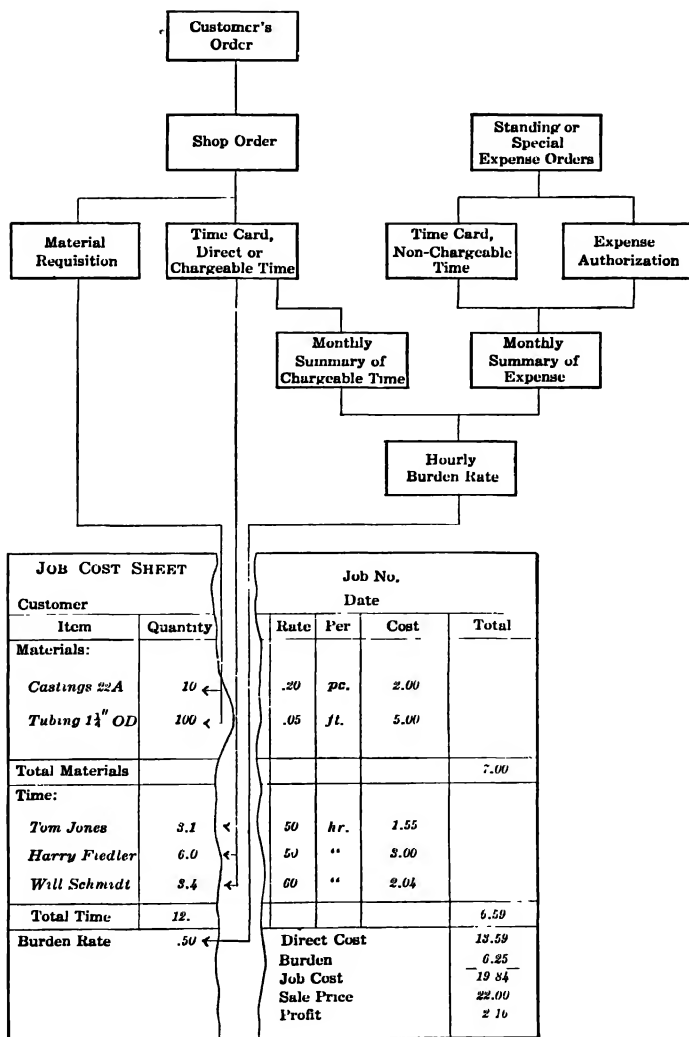 Customer's
Order
Shop Order
Standing or
Special
Expense Orders
Material
Requisition
Time Card,
Direct or
Chargeable Time
Time Card,
Non-Chargeable
Time
Expense
Authorization
Monthly
Summary of
Chargeable Time
Monthly
Summary of
Expense
Hourly
Burden Rate
JOB COST SHEET
Job No.
Customer
Date
Item Quantity Rate Per Cost Total
Materials:
Castings 22A 10 .20 pc. 2.00
Tubing 1¼" OD 100 .05 ft. 5.00
Total Materials 7.00
Time:
Tom Jones 3.1 50 hr. 1.55
Harry Fiedler 6.0 50 “ 3.00
Will Schmidt 3.4 60 “ 2.04
Total Time 12. 6.59
Burden Rate .50 Direct Cost 13.59
Burden 6.25
Job Cost 19 84
Sale Price 22.00
Profit 2 16